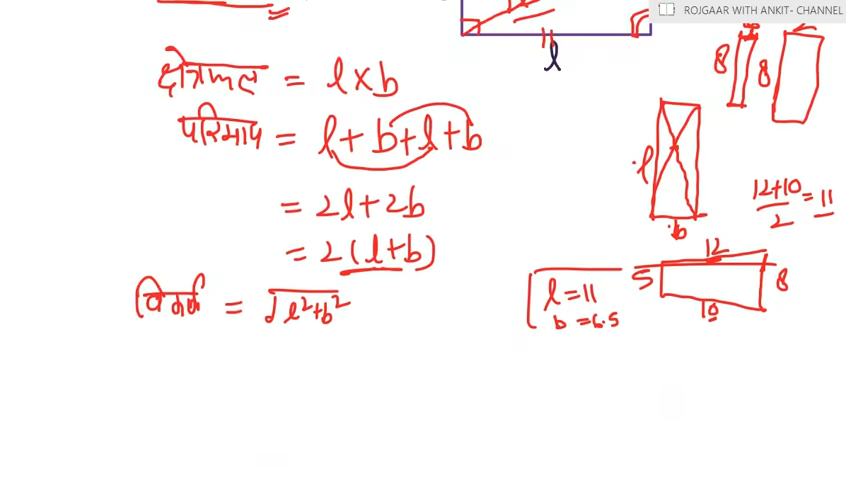 ROJGAAR WITH ANKIT- CHANNEL
l
क्षेत्रफल = l × b
परिमाप = l + b + l + b
= 2l + 2b
= 2 ( l + b )
विकर्ण = √l²+b²
8
8
l
b
12+10/2 = 11
12
5
8
10
l = 11
b = 6.5